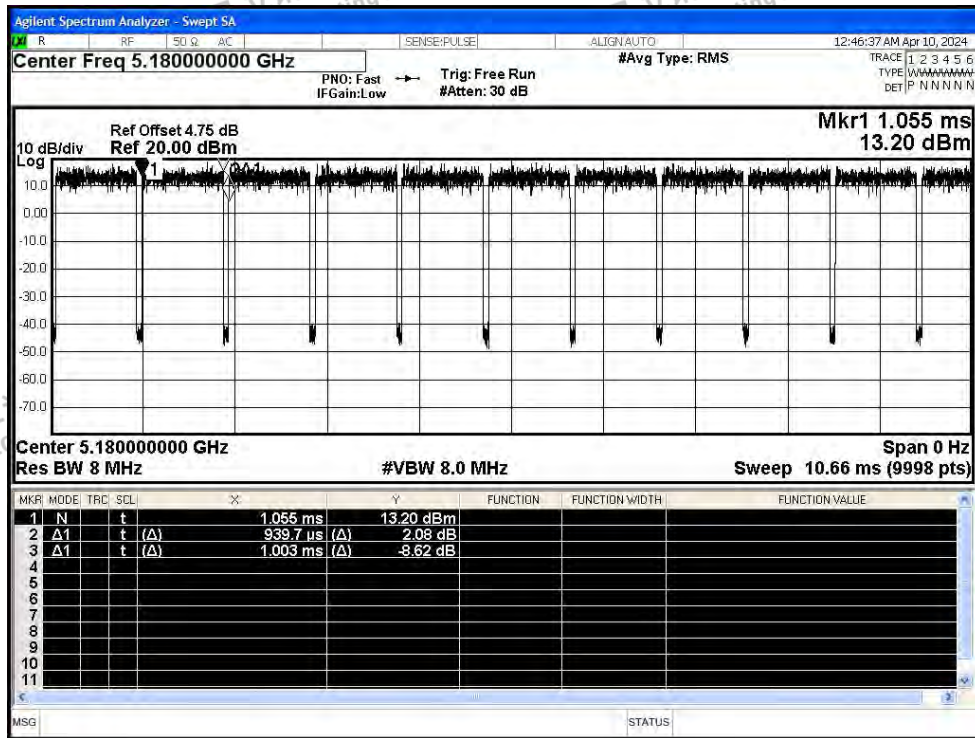 Agilent Spectrum Analyzer - Swept SA
R RF 50 Ω AC SENSE:PULSE ALIGN AUTO 12:46:37 AM Apr 10, 2024
Center Freq 5.180000000 GHz #Avg Type: RMS TRACE 1 2 3 4 5 6
PNO: Fast Trig: Free Run TYPE
IFGain:Low #Atten: 30 dB DET P N N N N N
Mkr1 1.055 ms
Ref Offset 4.75 dB
10 dB/div Ref 20.00 dBm 13.20 dBm
Log
1
10.0
0.00
-10.0
-20.0
-30.0
-40.0
-50.0
-60.0
-70.0
Center 5.180000000 GHz Span 0 Hz
Res BW 8 MHz #VBW 8.0 MHz Sweep 10.66 ms (9998 pts)
MKR MODE TRC SCL X Y FUNCTION FUNCTION WIDTH FUNCTION VALUE
1 N t 1.055 ms 13.20 dBm
2 Δ1 t (Δ) 939.7 µs (Δ) 2.08 dB
3 Δ1 t (Δ) 1.003 ms (Δ) -8.62 dB
4
5
6
7
8
9
10
11
MSG STATUS